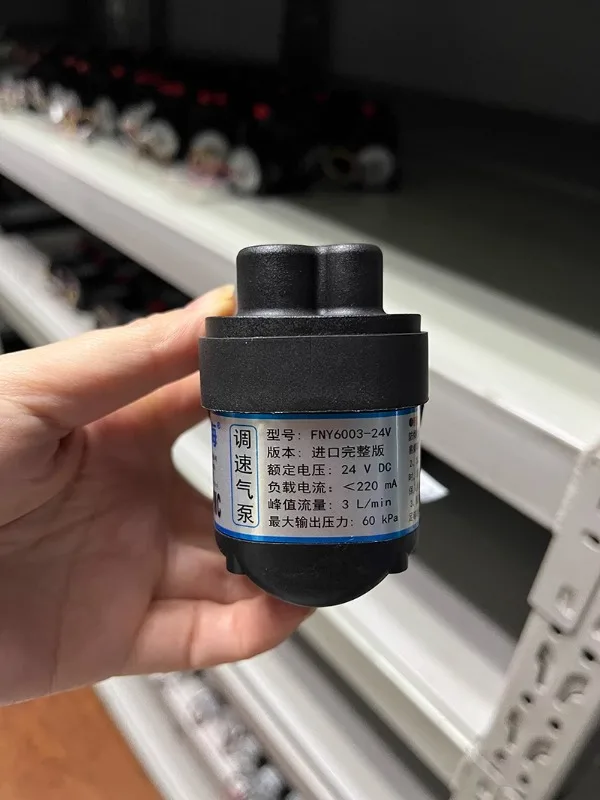 调速气泵
型号: FNY6003-24V
版本: 进口完整版
额定电压: 24 V DC
负载电流: <220 mA
峰值流量: 3 L/min
最大输出压力: 60 kPa